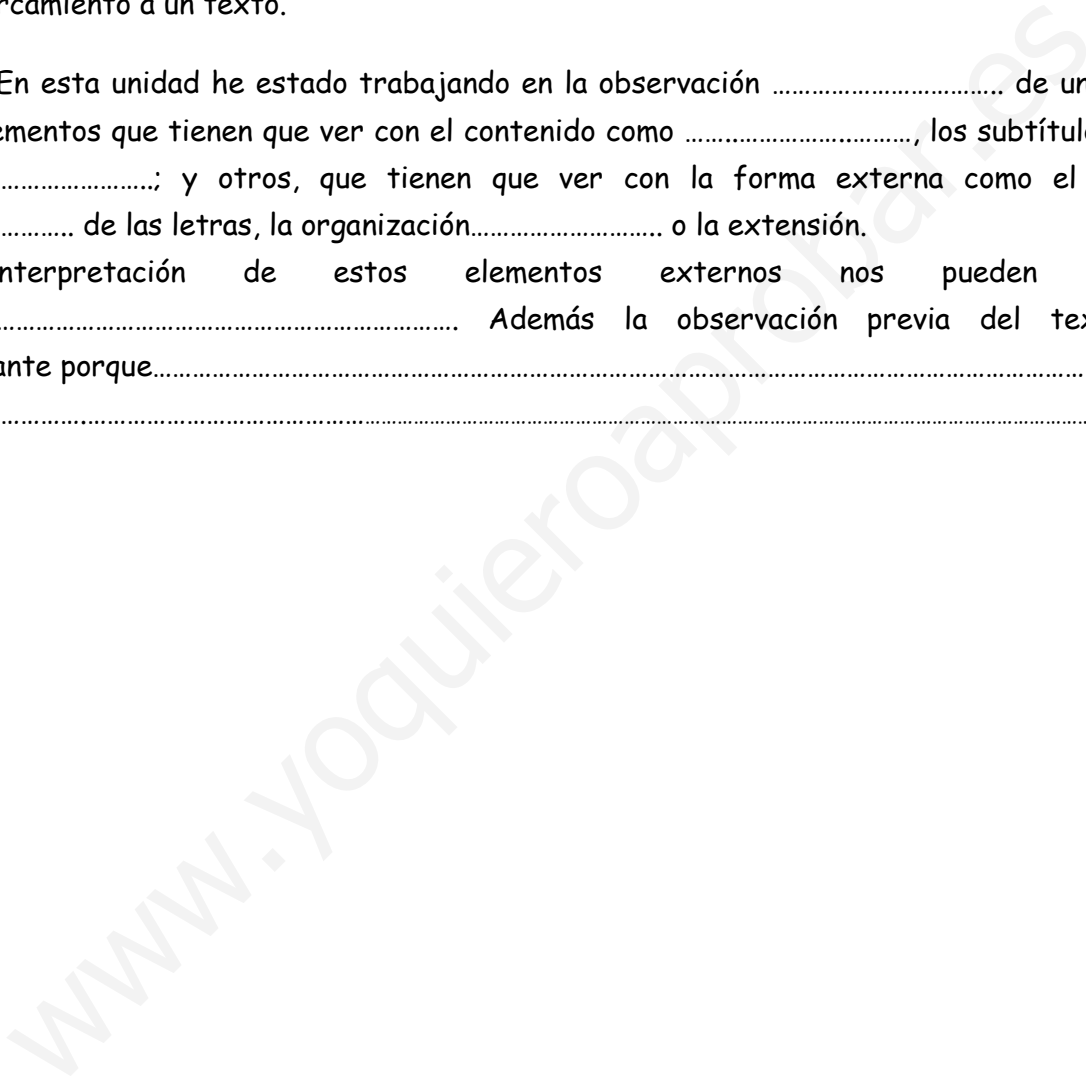 rcamiento a un texto.
En esta unidad he estado trabajando en la observación …………………………….. de un
ementos que tienen que ver con el contenido como ……..……………..………, los subtítul
…………………..; y otros, que tienen que ver con la forma externa como el
……….. de las letras, la organización……………………….. o la extensión.
nterpretación de estos elementos externos nos pueden
……………………………………………………………. Además la observación previa del te
ante porque………………………………………………………………………………………………………………………………
………….…………………………………………………………………………………………………………………………………………
www.yoquieroaprobar.es